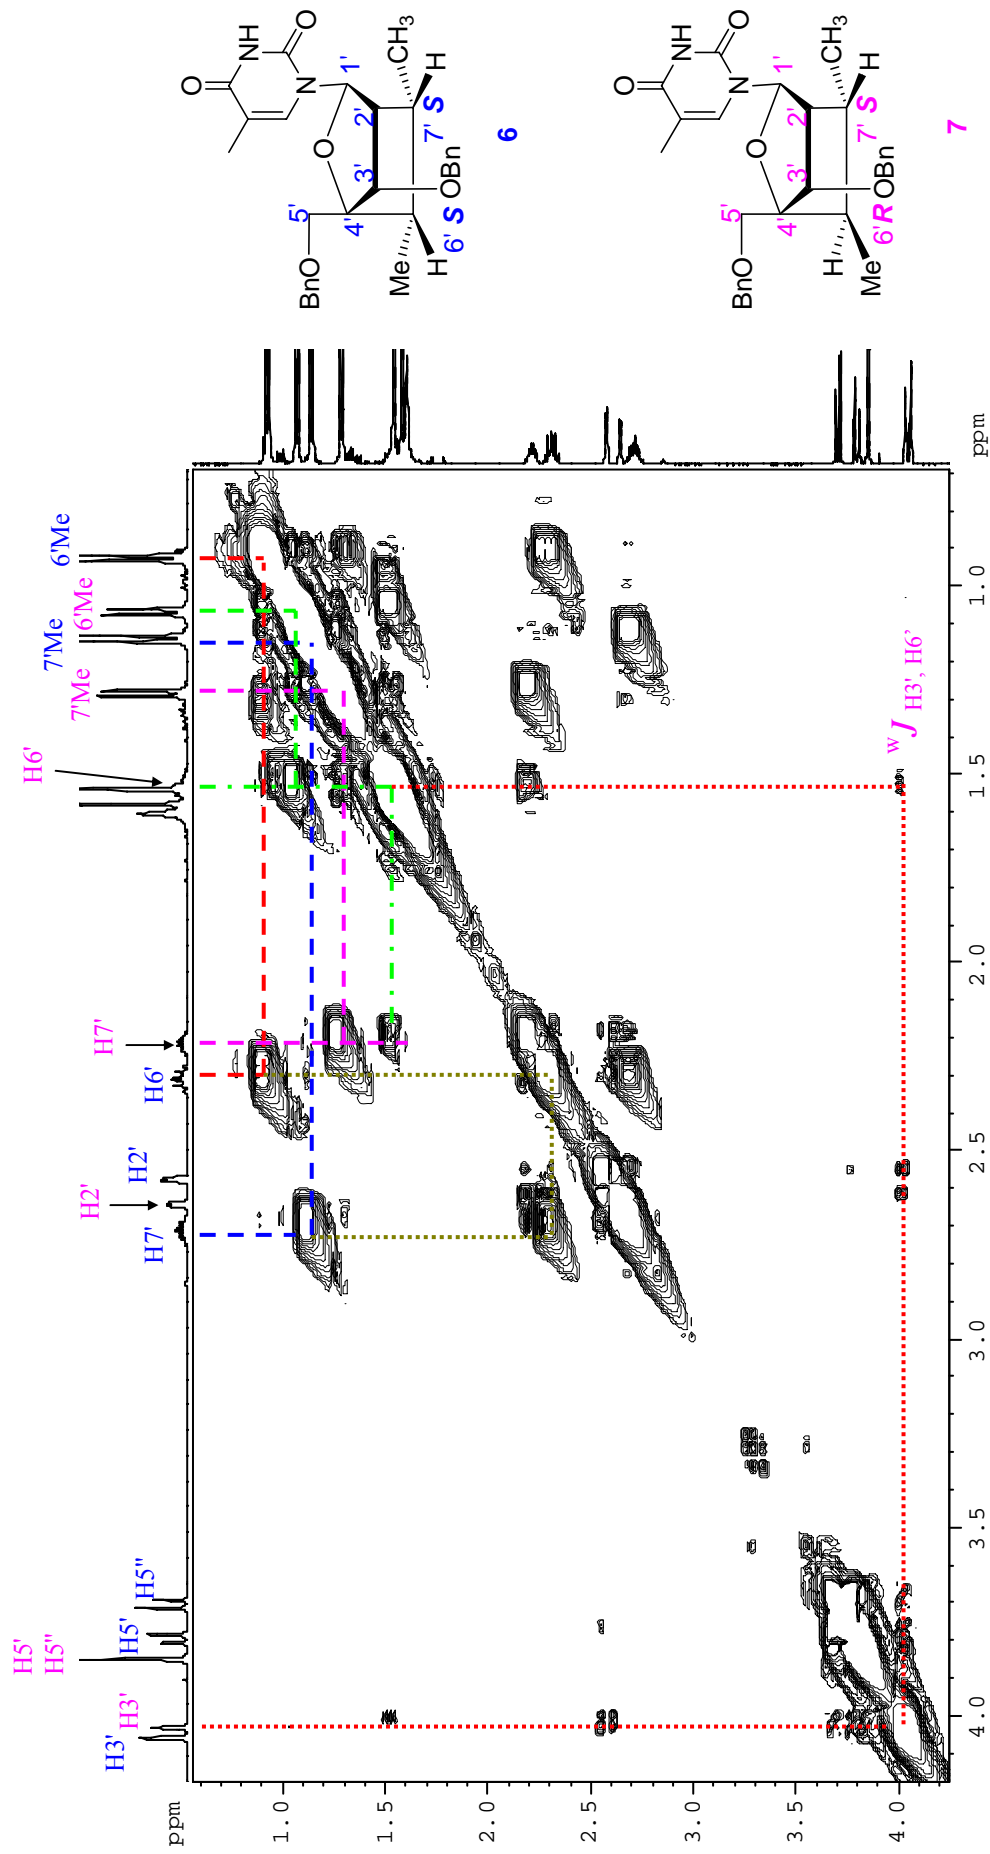 H3'
H3'
H5'
H5"
H5'
H5"
H7'
H2'
H2'
H6'
H7'
H6'
7'Me
7'Me
6'Me
6'Me
ppm
1.0
1.5
2.0
2.5
3.0
3.5
4.0
4.0
3.5
3.0
2.5
2.0
1.5
1.0
ppm
ʷJ H3', H6'
O
NH
O
N
O
BnO
5'
4'
3'
2'
1'
CH3
H
7' S
OBn
6' S
Me
H
6
O
NH
O
N
O
BnO
5'
4'
3'
2'
1'
CH3
H
7' S
OBn
6' R
H
Me
7